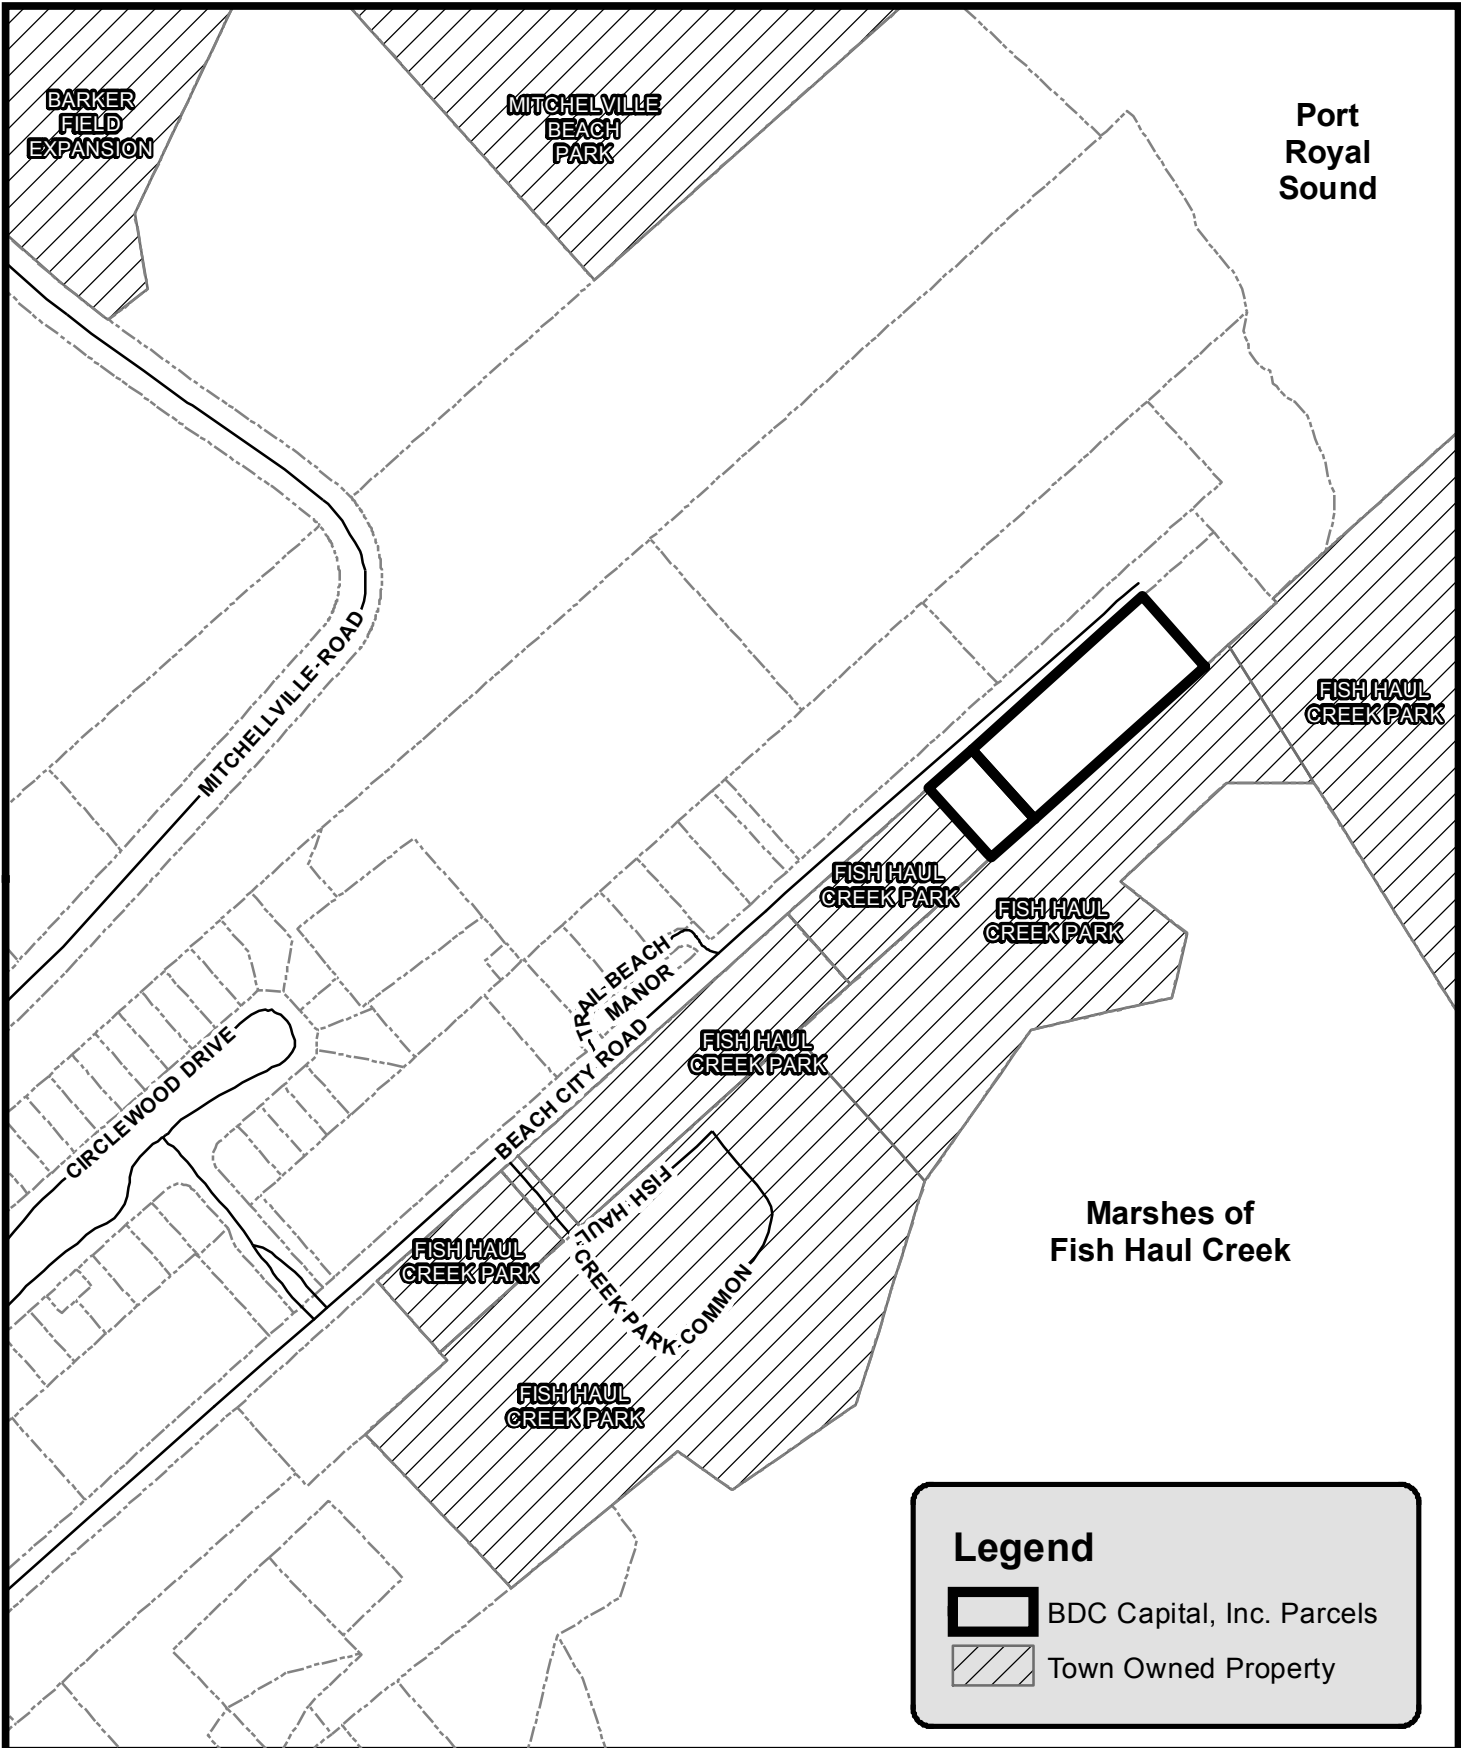 BARKER
FIELD
EXPANSION
MITCHELVILLE
BEACH
PARK
Port
Royal
Sound
MITCHELLVILLE ROAD
FISH HAUL
CREEK PARK
FISH HAUL
CREEK PARK
FISH HAUL
CREEK PARK
TRAIL BEACH
MANOR
BEACH CITY ROAD
FISH HAUL
CREEK PARK
CIRCLEWOOD DRIVE
FISH HAUL
CREEK PARK COMMON
FISH HAUL
CREEK PARK
Marshes of
Fish Haul Creek
FISH HAUL
CREEK PARK
Legend
BDC Capital, Inc. Parcels
Town Owned Property